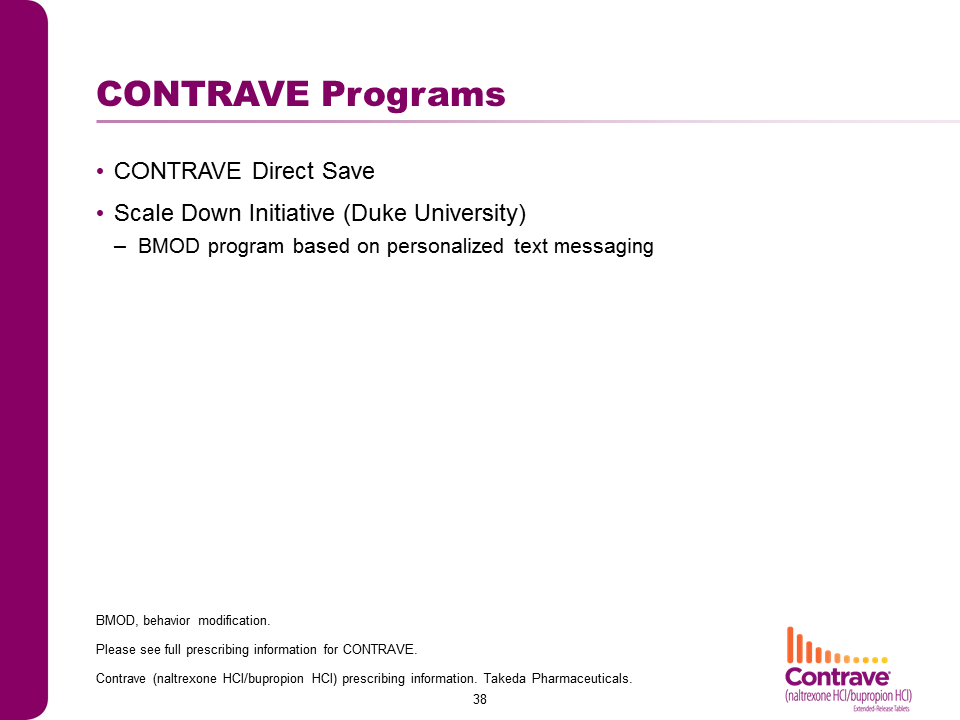 CONTRAVE Programs
• CONTRAVE Direct Save
• Scale Down Initiative (Duke University)
– BMOD program based on personalized text messaging
BMOD, behavior modification.
Please see full prescribing information for CONTRAVE.
Contrave (naltrexone HCl/bupropion HCl) prescribing information. Takeda Pharmaceuticals.
38
Contrave®
(naltrexone HCl/bupropion HCl)
Extended-Release Tablets